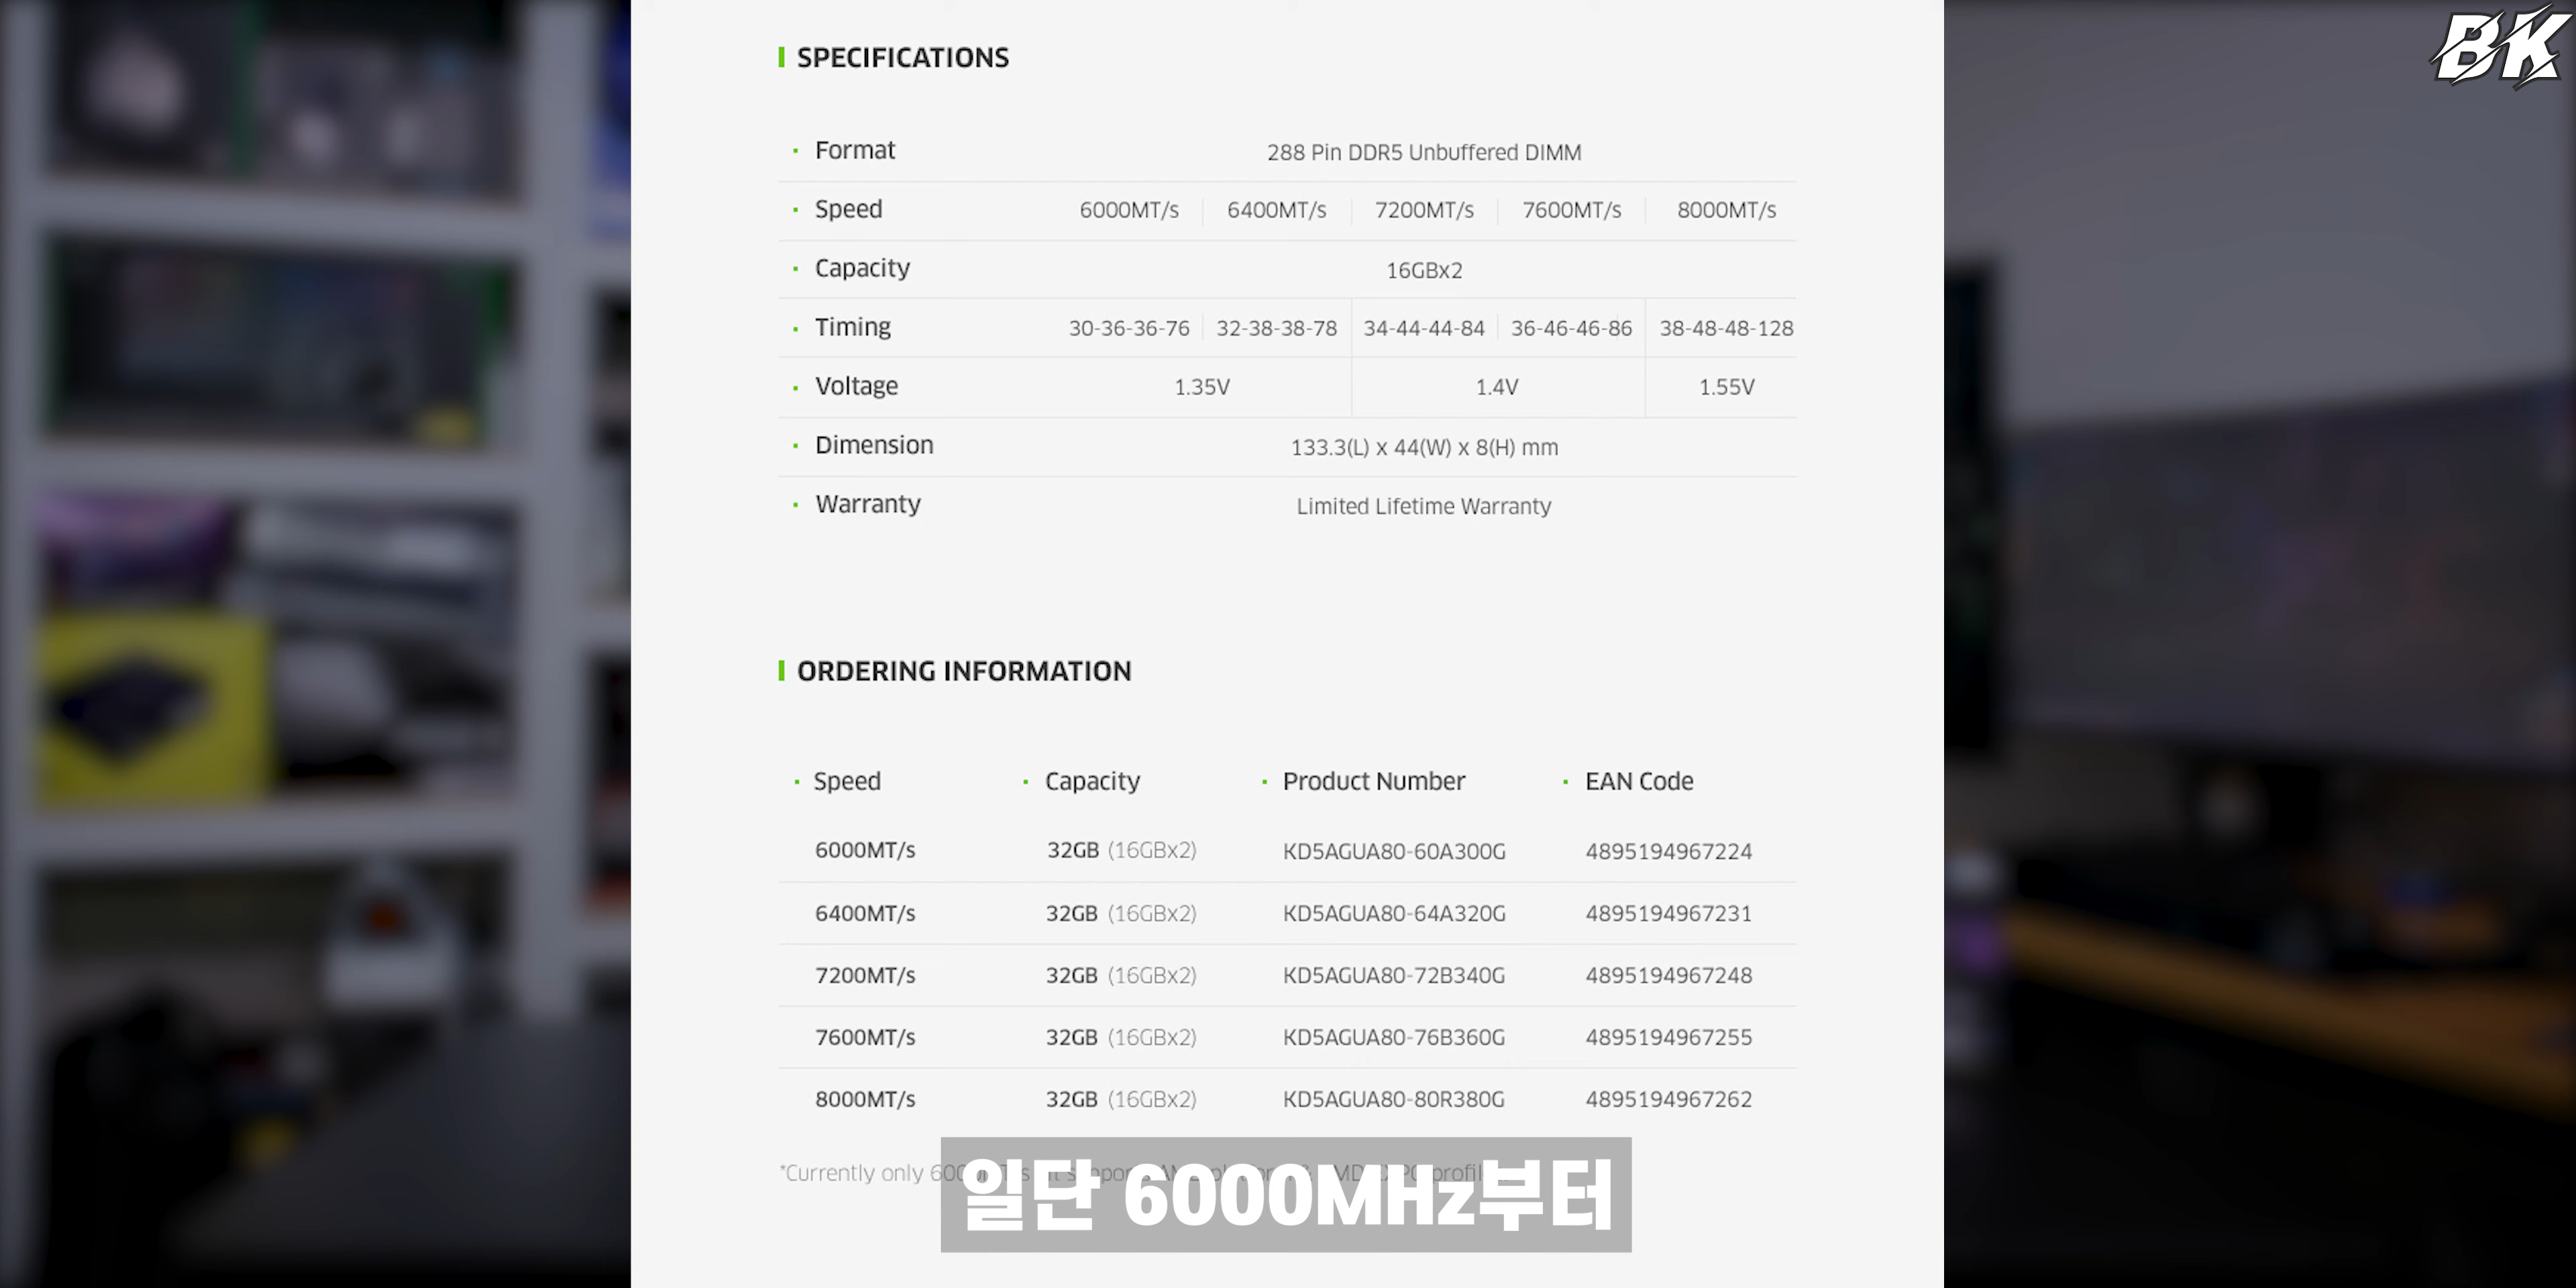 BK
SPECIFICATIONS
Format 288 Pin DDR5 Unbuffered DIMM
Speed 6000MT/s 6400MT/s 7200MT/s 7600MT/s 8000MT/s
Capacity 16GBx2
Timing 30-36-36-76 32-38-38-78 34-44-44-84 36-46-46-86 38-48-48-128
Voltage 1.35V 1.4V 1.55V
Dimension 133.3(L) x 44(W) x 8(H) mm
Warranty Limited Lifetime Warranty
ORDERING INFORMATION
Speed Capacity Product Number EAN Code
6000MT/s 32GB (16GBx2) KD5AGUA80-60A300G 4895194967224
6400MT/s 32GB (16GBx2) KD5AGUA80-64A320G 4895194967231
7200MT/s 32GB (16GBx2) KD5AGUA80-72B340G 4895194967248
7600MT/s 32GB (16GBx2) KD5AGUA80-76B360G 4895194967255
8000MT/s 32GB (16GBx2) KD5AGUA80-80R380G 4895194967262
*Currently only
일단 6000MHz부터